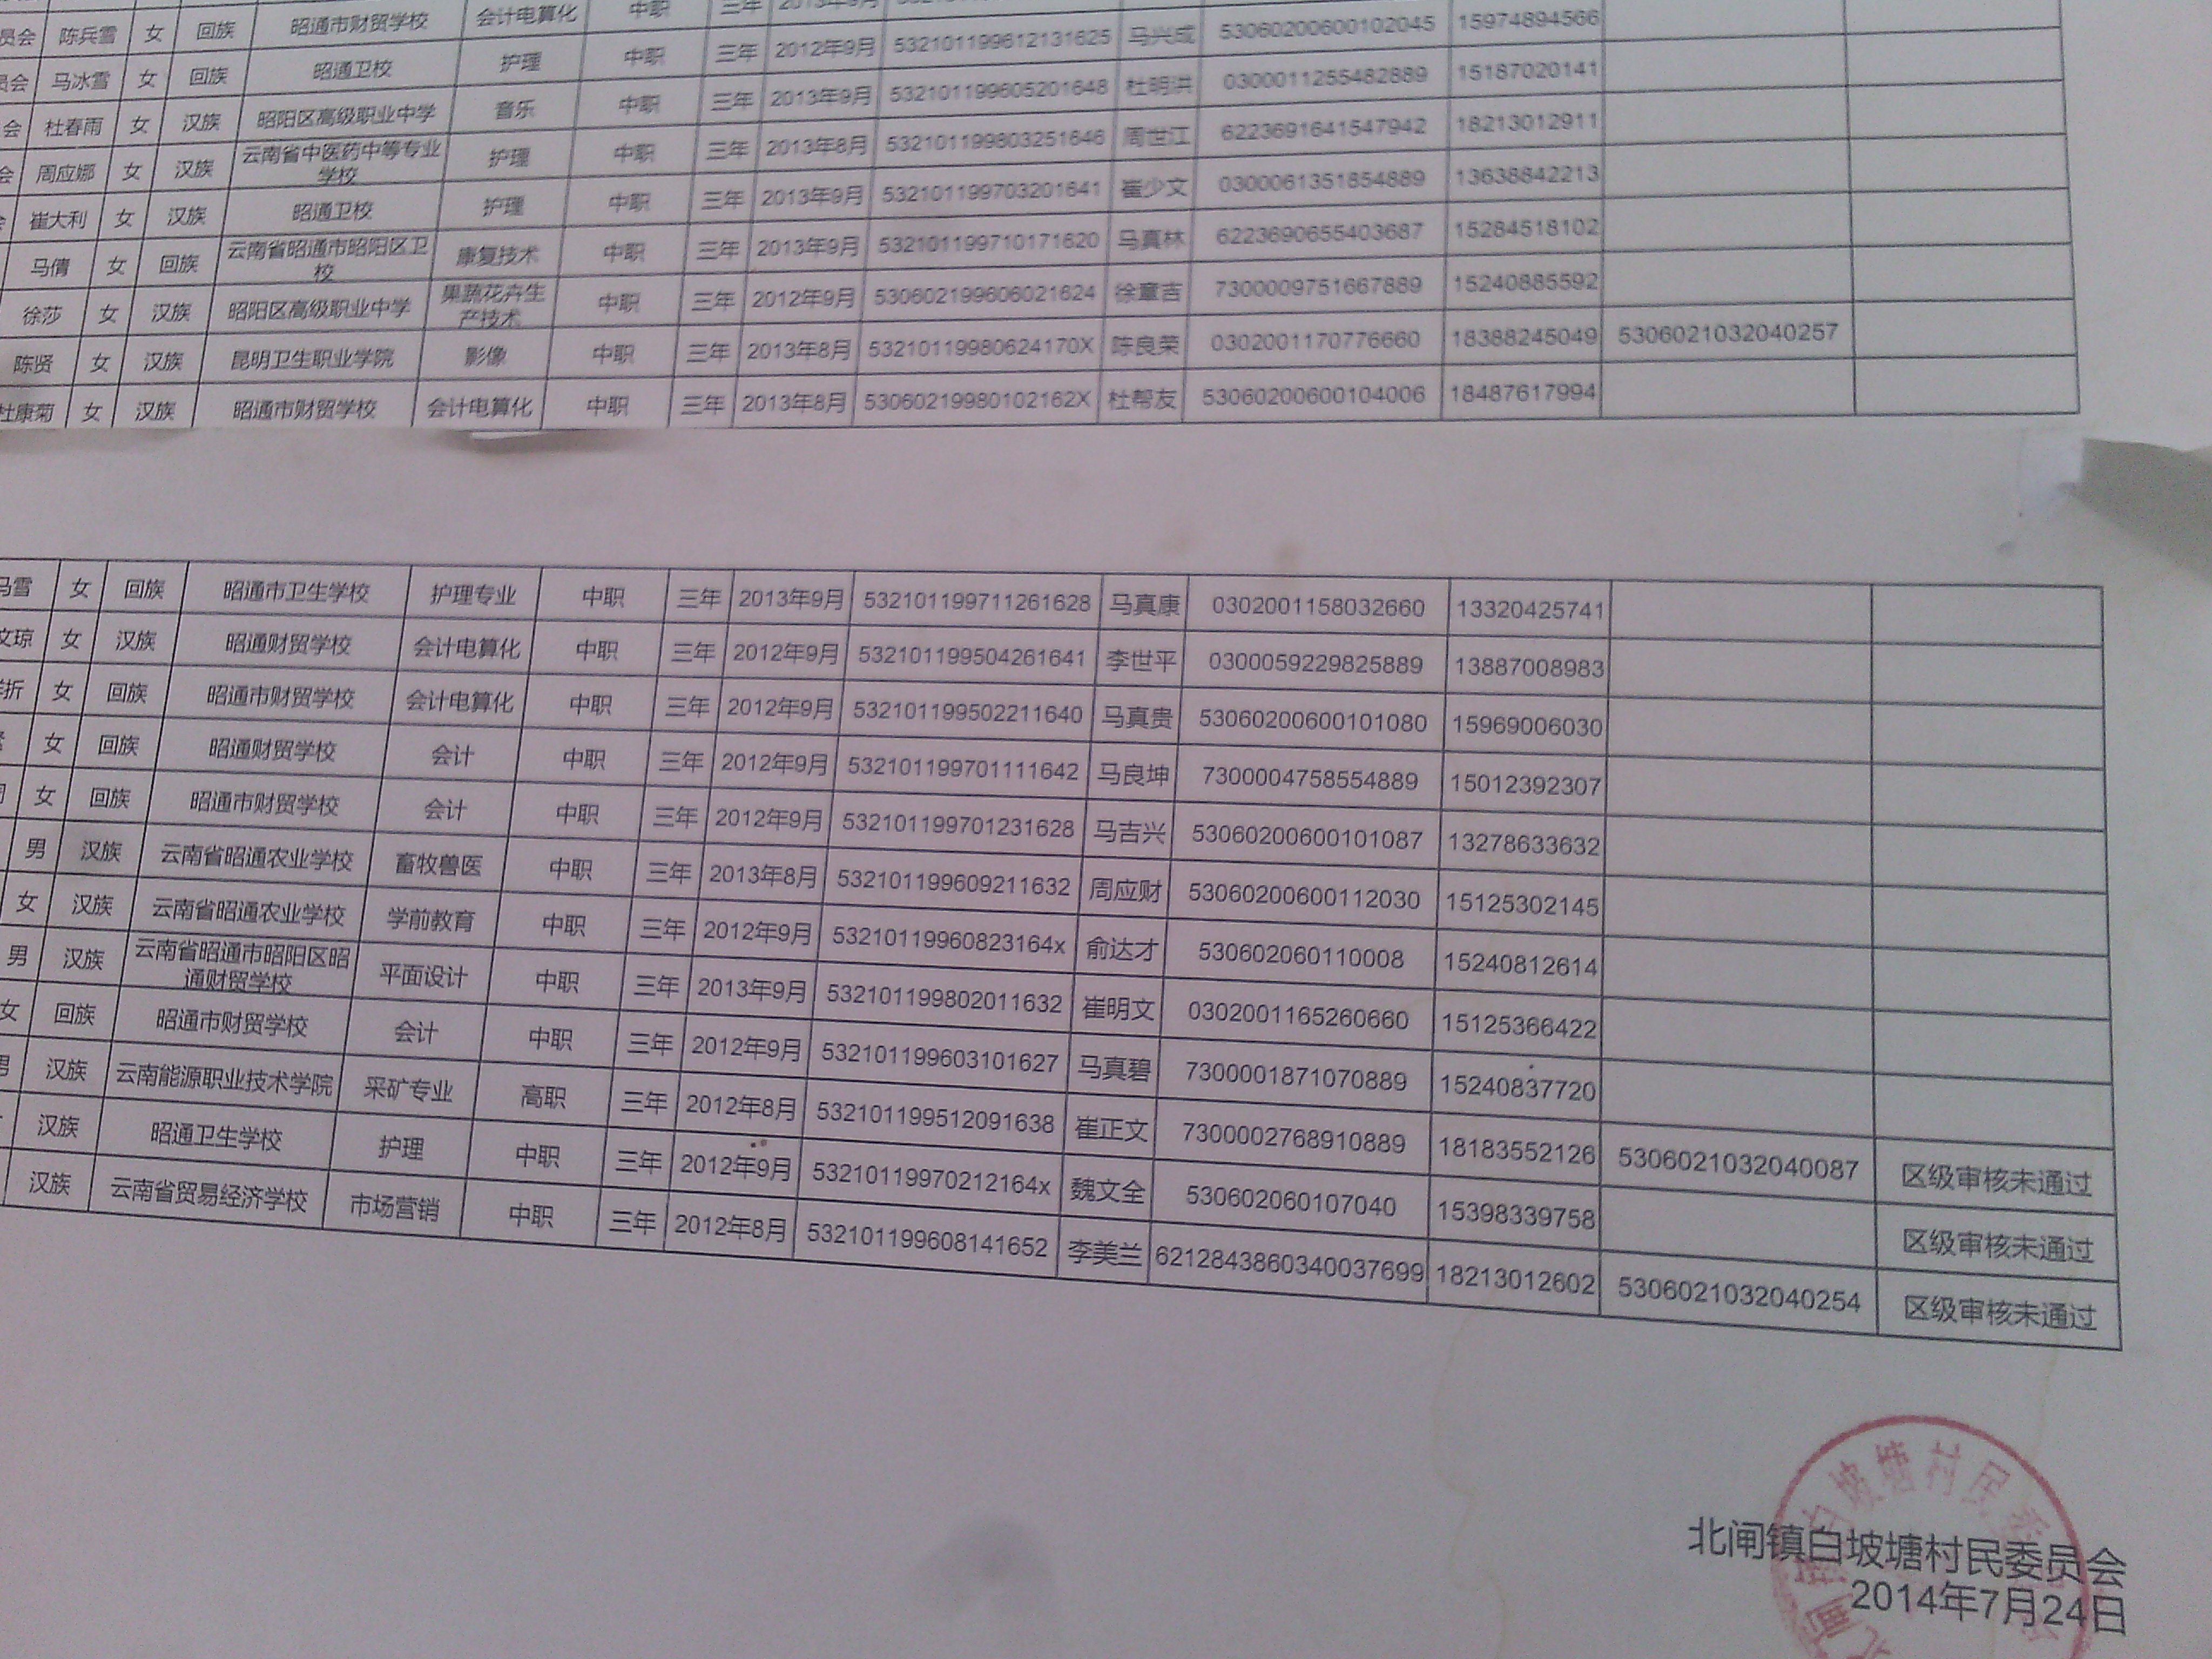 员会 陈兵雪 女 回族 昭通市财贸学校 会计电算化 中职 三年 2013年9月
员会 马冰雪 女 回族 昭通卫校 护理 中职 三年 2012年9月 532101199612131625 马兴成 53060200600102045 15974894566
会 杜春雨 女 汉族 昭阳区高级职业中学 音乐 中职 三年 2013年9月 532101199605201648 杜明洪 0300011255482889 15187020141
会 周应娜 女 汉族 云南省中医药中等专业学校 护理 中职 三年 2013年8月 532101199803251646 周世江 6223691641547942 18213012911
崔大利 女 汉族 昭通卫校 护理 中职 三年 2013年9月 532101199703201641 崔少文 0300061351854889 13638842213
马倩 女 回族 云南省昭通市昭阳区卫校 康复技术 中职 三年 2013年9月 532101199710171620 马真林 6223690655403687 15284518102
徐莎 女 汉族 昭阳区高级职业中学 果蔬花卉生产技术 中职 三年 2012年9月 530602199606021624 徐章吉 7300009751667889 15240885592
陈贤 女 汉族 昆明卫生职业学院 影像 中职 三年 2013年8月 53210119980624170X 陈良荣 0302001170776660 18388245049 5306021032040257
杜康菊 女 汉族 昭通市财贸学校 会计电算化 中职 三年 2013年8月 53060219980102162X 杜帮友 53060200600104006 18487617994
马雪 女 回族 昭通市卫生学校 护理专业 中职 三年 2013年9月 532101199711261628 马真康 0302001158032660 13320425741
文琼 女 汉族 昭通财贸学校 会计电算化 中职 三年 2012年9月 532101199504261641 李世平 0300059229825889 13887008983
折 女 回族 昭通市财贸学校 会计电算化 中职 三年 2012年9月 532101199502211640 马真贵 53060200600101080 15969006030
女 回族 昭通财贸学校 会计 中职 三年 2012年9月 532101199701111642 马良坤 7300004758554889 15012392307
女 回族 昭通市财贸学校 会计 中职 三年 2012年9月 532101199701231628 马吉兴 53060200600101087 13278633632
男 汉族 云南省昭通农业学校 畜牧兽医 中职 三年 2013年8月 532101199609211632 周应财 53060200600112030 15125302145
女 汉族 云南省昭通农业学校 学前教育 中职 三年 2012年9月 53210119960823164x 俞达才 530602060110008 15240812614
男 汉族 云南省昭通市昭阳区昭通财贸学校 平面设计 中职 三年 2013年9月 532101199802011632 崔明文 0302001165260660 15125366422
女 回族 昭通市财贸学校 会计 中职 三年 2012年9月 532101199603101627 马真碧 7300001871070889 15240837720
男 汉族 云南能源职业技术学院 采矿专业 高职 三年 2012年8月 532101199512091638 崔正文 7300002768910889 18183552126 5306021032040087 区级审核未通过
汉族 昭通卫生学校 护理 中职 三年 2012年9月 53210119970212164x 魏文全 530602060107040 15398339758 区级审核未通过
汉族 云南省贸易经济学校 市场营销 中职 三年 2012年8月 532101199608141652 李美兰 6212843860340037699 18213012602 5306021032040254 区级审核未通过
北闸镇白坡塘村民委员会
2014年7月24日